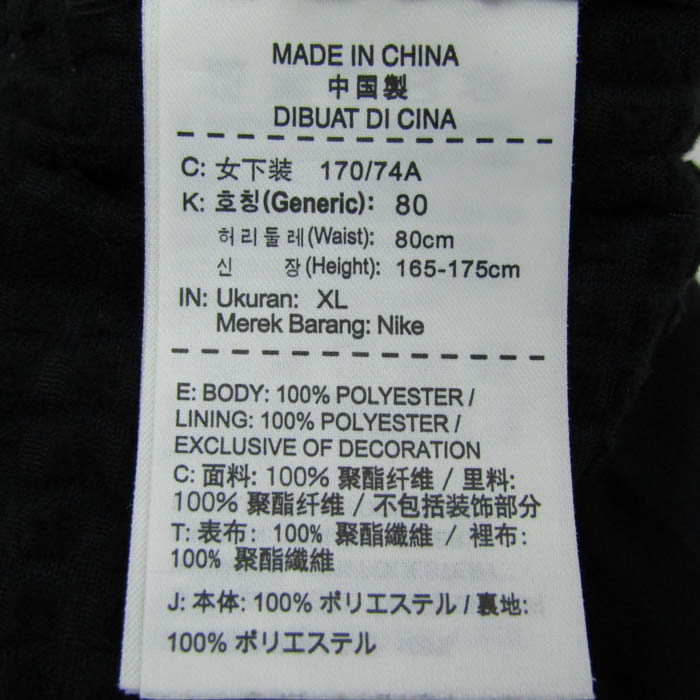 MADE IN CHINA
中国製
DIBUAT DI CINA
C: 女下装 170/74A
K: 호칭(Generic): 80
허리둘레(Waist): 80cm
신 장(Height): 165-175cm
IN: Ukuran: XL
Merek Barang: Nike
E: BODY: 100% POLYESTER /
LINING: 100% POLYESTER /
EXCLUSIVE OF DECORATION
C: 面料: 100% 聚酯纤维 / 里料:
100% 聚酯纤维 / 不包括装饰部分
T: 表布: 100% 聚酯纖維 / 裡布:
100% 聚酯纖維
J: 本体: 100% ポリエステル / 裏地:
100% ポリエステル